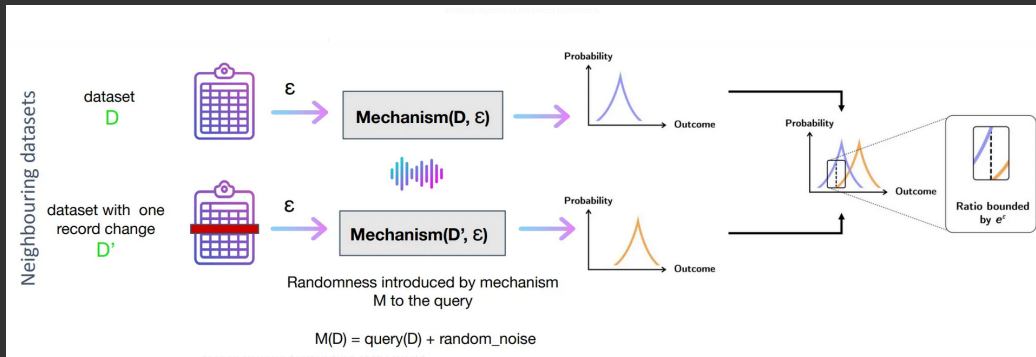 Neighbouring datasets
dataset
D
ε
Mechanism(D, ε)
Probability
Outcome
dataset with one
record change
D'
ε
Mechanism(D', ε)
Probability
Outcome
Randomness introduced by mechanism
M to the query
M(D) = query(D) + random_noise
Probability
Outcome
Ratio bounded
by eᵋ